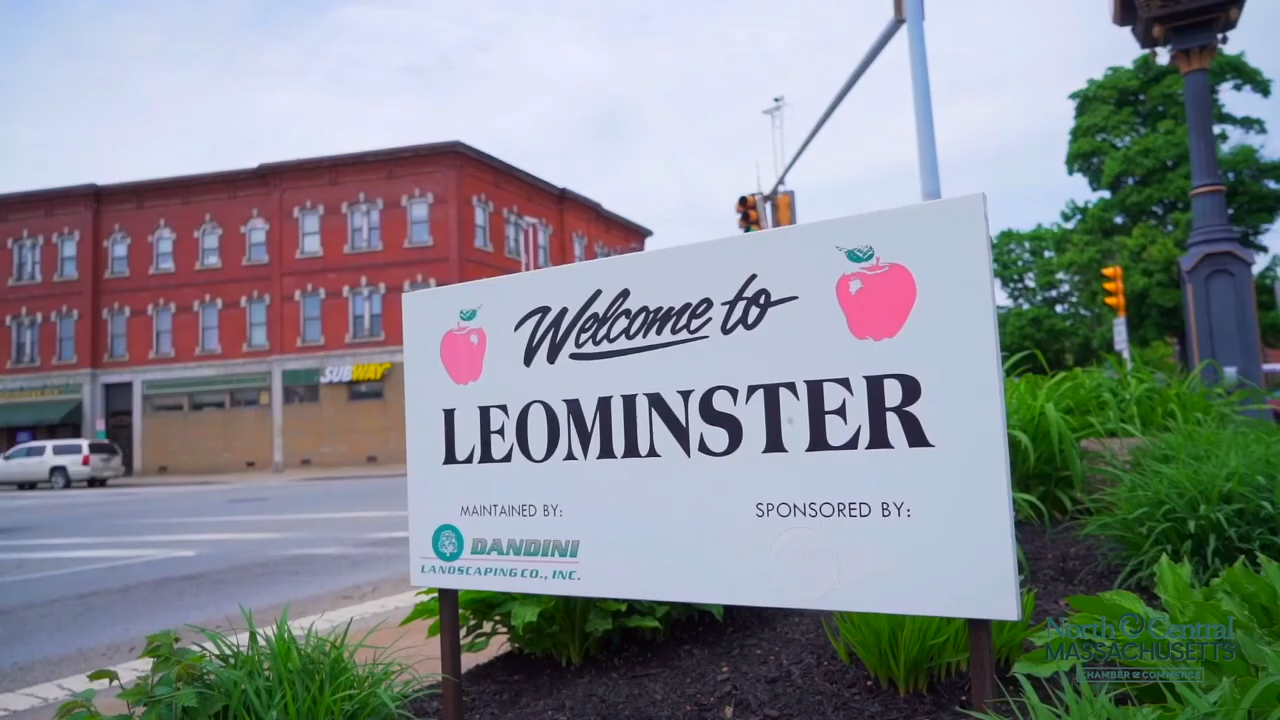 SUBWAY
Welcome to
LEOMINSTER
MAINTAINED BY:
DANDINI
LANDSCAPING CO., INC.
SPONSORED BY:
North Central
MASSACHUSETTS
CHAMBER OF COMMERCE